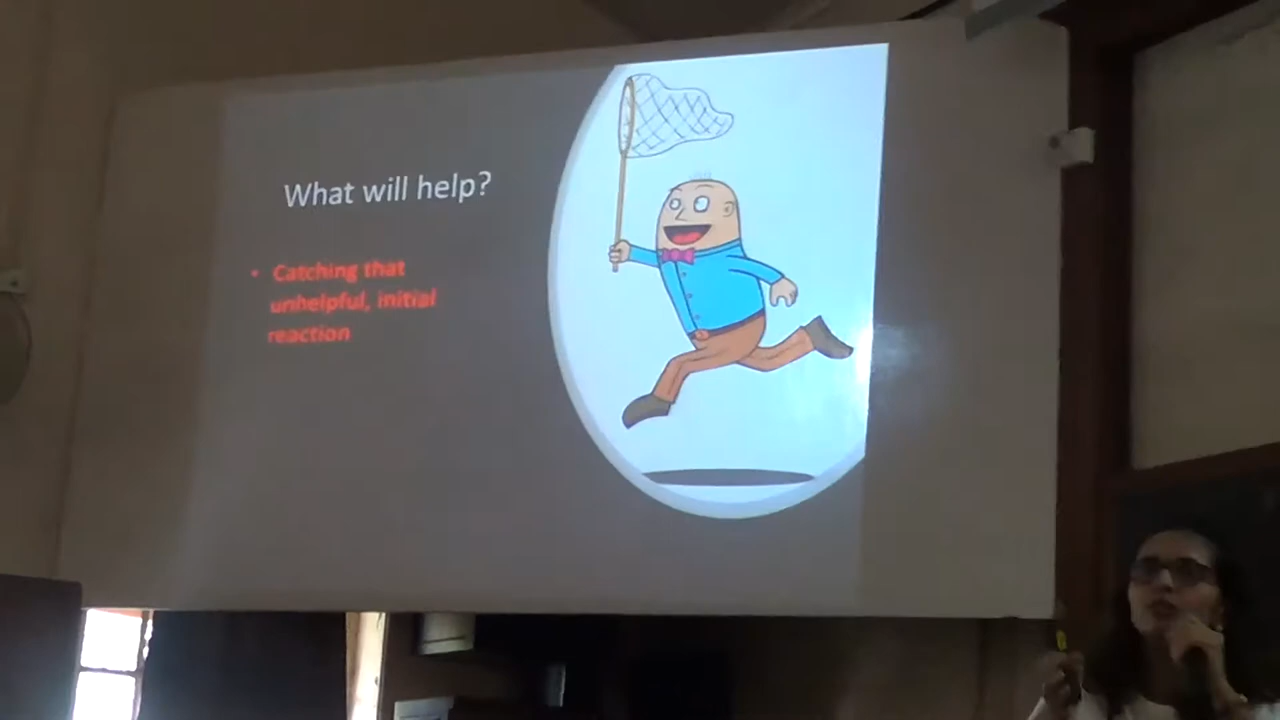 What will help?
• Catching that
unhelpful, initial
reaction